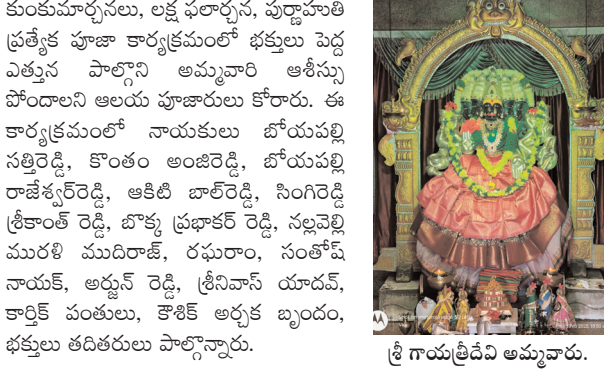 కుంకుమార్చనలు, లక్ష ఫలార్చన, పుర్ణాహుతి
ప్రత్యేక పూజా కార్యక్రమంలో భక్తులు పెద్ద
ఎత్తున పాల్గొని అమ్మవారి ఆశీస్సు
పోందాలని ఆలయ పూజారులు కోరారు. ఈ
కార్యక్రమంలో నాయకులు బోయపల్లి
సత్తిరెడ్డి, కొంతం అంజిరెడ్డి, బోయపల్లి
రాజేశ్వర్‌రెడ్డి, ఆకిటి బాల్‌రెడ్డి, సింగిరెడ్డి
శ్రీకాంత్ రెడ్డి, బొక్క ప్రభాకర్ రెడ్డి, నల్లవెల్లి
మురళి ముదిరాజ్, రఘరాం, సంతోష్
నాయక్, అర్జున్ రెడ్డి, శ్రీనివాస్ యాదవ్,
కార్తిక్ పంతులు, కౌశిక్ అర్చక బృందం,
భక్తులు తదితరులు పాల్గొన్నారు.
శ్రీ గాయత్రీదేవి అమ్మవారు.